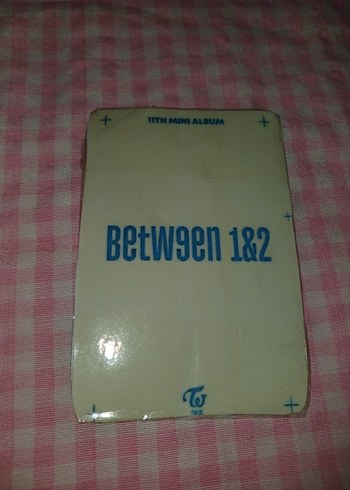 11TH MINI ALBUM
BetW9en 1&2